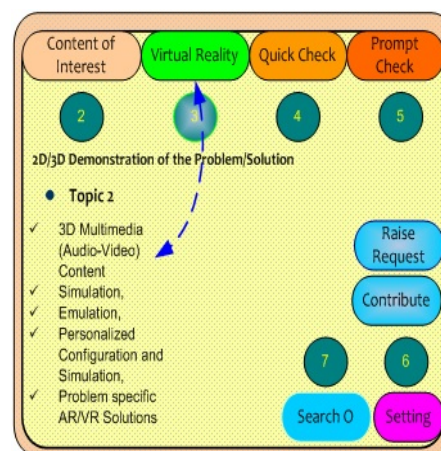 Content of Interest
Virtual Reality
Quick Check
Prompt Check
2
3
4
5
2D/3D Demonstration of the Problem/Solution
Topic 2
3D Multimedia
(Audio-Video)
Content
Simulation,
Emulation,
Personalized
Configuration and
Simulation,
Problem specific
AR/VR Solutions
Raise
Request
Contribute
7
6
Search O
Setting